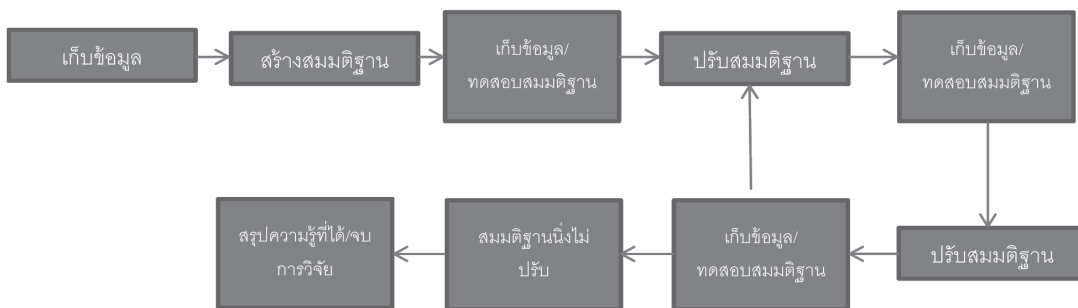 เก็บข้อมูล
สร้างสมมติฐาน
เก็บข้อมูล/
ทดสอบสมมติฐาน
ปรับสมมติฐาน
เก็บข้อมูล/
ทดสอบสมมติฐาน
ปรับสมมติฐาน
เก็บข้อมูล/
ทดสอบสมมติฐาน
สมมติฐานนิ่งไม่
ปรับ
สรุปความรู้ที่ได้/จบ
การวิจัย